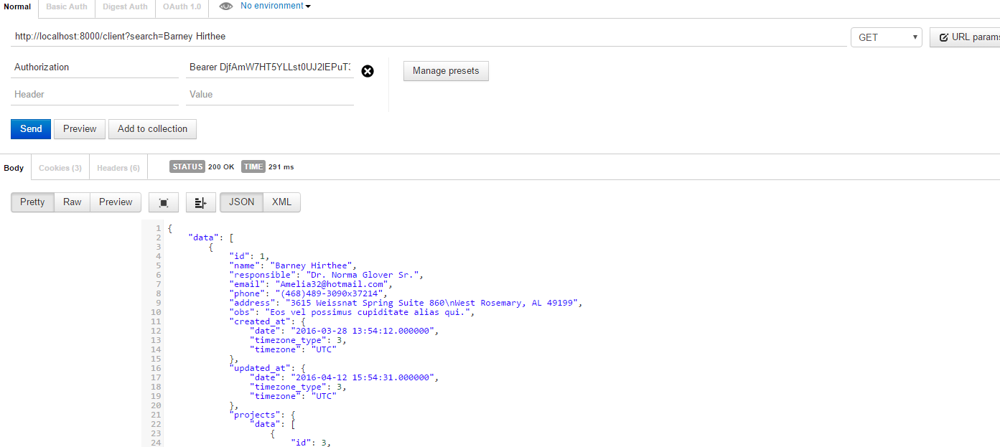 Normal Basic Auth Digest Auth OAuth 1.0 No environment
http://localhost:8000/client?search=Barney Hirthee GET URL params
Authorization Bearer DjfAmW7HT5YLLst0UJ2lEPuT: Manage presets
Header Value
Send Preview Add to collection
Body Cookies (3) Headers (6) STATUS 200 OK TIME 291 ms
Pretty Raw Preview JSON XML
1 {
2 "data": [
3 {
4 "id": 1,
5 "name": "Barney Hirthee",
6 "responsible": "Dr. Norma Glover Sr.",
7 "email": "Amelia32@hotmail.com",
8 "phone": "(468)489-3090x37214",
9 "address": "3615 Weissnat Spring Suite 860\nWest Rosemary, AL 49199",
10 "obs": "Eos vel possimus cupiditate alias qui.",
11 "created_at": {
12 "date": "2016-03-28 13:54:12.000000",
13 "timezone_type": 3,
14 "timezone": "UTC"
15 },
16 "updated_at": {
17 "date": "2016-04-12 15:54:31.000000",
18 "timezone_type": 3,
19 "timezone": "UTC"
20 },
21 "projects": {
22 "data": [
23 {
24 "id": 3,